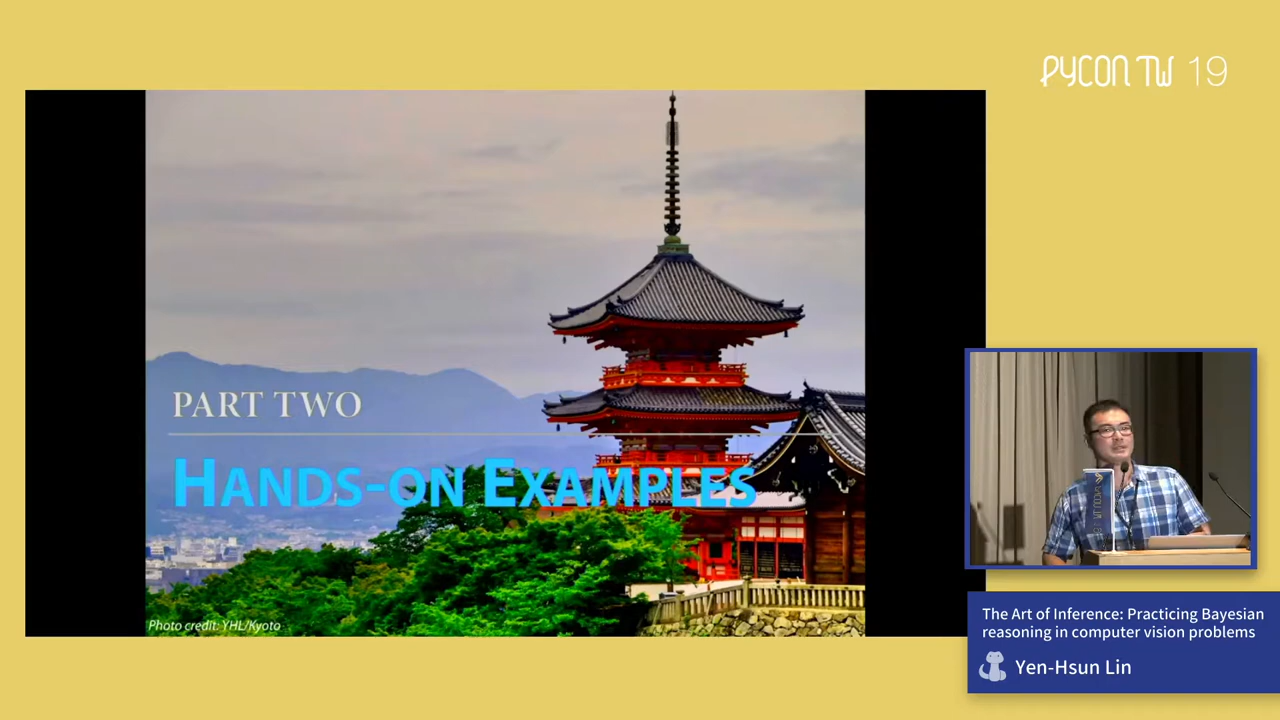 PYCON TW 19
PART TWO
HANDS-ON EXAMPLES
Photo credit: YHL/Kyoto
The Art of Inference: Practicing Bayesian
reasoning in computer vision problems
Yen-Hsun Lin